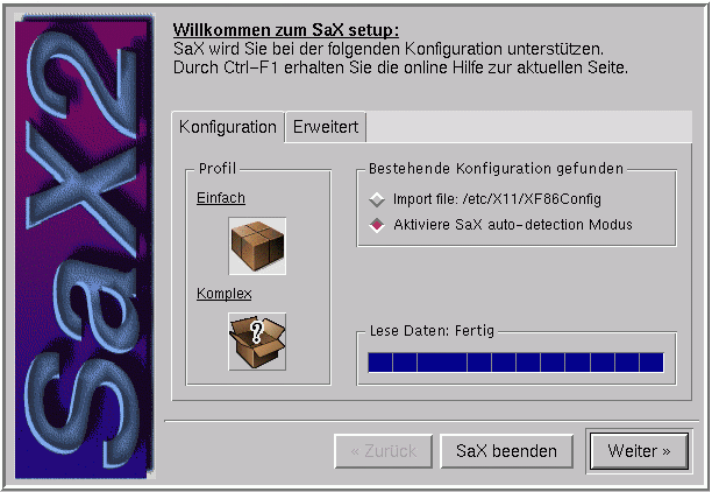 SaX2
Willkommen zum SaX setup:
SaX wird Sie bei der folgenden Konfiguration unterstützen.
Durch Ctrl-F1 erhalten Sie die online Hilfe zur aktuellen Seite.
Konfiguration
Erweitert
Profil
Einfach
Komplex
?
Bestehende Konfiguration gefunden
Import file: /etc/X11/XF86Config
Aktiviere SaX auto-detection Modus
Lese Daten: Fertig
« Zurück
SaX beenden
Weiter »